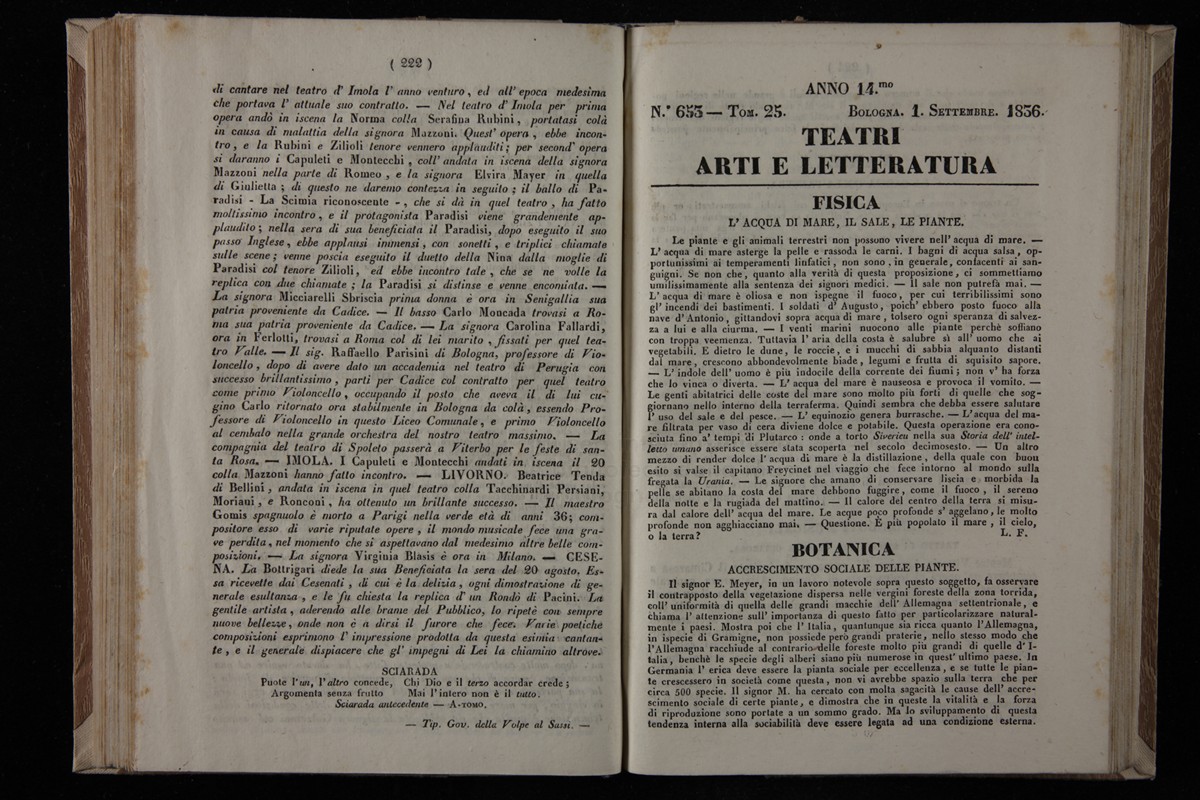 ( 222 )
di cantare nel teatro d' Imola l' anno venturo, ed all' epoca medesima
che portava l' attuale suo contratto. — Nel teatro d' Imola per prima
opera andò in iscena la Norma colla Serafina Rubini, portatasi colà
in causa di malattia della signora Mazzoni. Quest' opera, ebbe incon-
tro, e la Rubini e Zilioli tenore vennero applauditi; per second' opera
si daranno i Capuleti e Montecchi, coll' andata in iscena della signora
Mazzoni nella parte di Romeo, e la signora Elvira Mayer in quella
di Giulietta; di questo ne daremo contezza in seguito; il ballo di Pa-
radisi - La Scimia riconoscente -, che si dà in quel teatro, ha fatto
moltissimo incontro, e il protagonista Paradisi viene grandemente ap-
plaudito; nella sera di sua beneficiata il Paradisi, dopo eseguito il suo
passo Inglese, ebbe applausi inmensi, con sonetti, e triplici chiamate
sulle scene; venne poscia eseguito il duetto della Nina dalla moglie di
Paradisi col tenore Zilioli, ed ebbe incontro tale, che se ne volle la
replica con due chiamate; la Paradisi si distinse e venne encomiata. —
La signora Micciarelli Sbriscia prima donna è ora in Senigallia sua
patria proveniente da Cadice. — Il basso Carlo Moncada trovasi a Ro-
ma sua patria proveniente da Cadice. — La signora Carolina Fallardi,
ora in Ferlotti, trovasi a Roma col di lei marito, fissati per quel tea-
tro Valle. — Il sig. Raffaello Parisini di Bologna, professore di Vio-
loncello, dopo di avere dato un accademia nel teatro di Perugia con
successo brillantissimo, partì per Cadice col contratto per quel teatro
come primo Violoncello, occupando il posto che aveva il di lui cu-
gino Carlo ritornato ora stabilmente in Bologna da colà, essendo Pro-
fessore di Violoncello in questo Liceo Comunale, e primo Violoncello
al cembalo nella grande orchestra del nostro teatro massimo. — La
compagnia del teatro di Spoleto passerà a Viterbo per le feste di san-
ta Rosa. — IMOLA. I Capuleti e Montecchi andati in iscena il 20
colla Mazzoni hanno fatto incontro. — LIVORNO. Beatrice Tenda
di Bellini, andata in iscena in quel teatro colla Tacchinardi Persiani,
Moriani, e Ronconi, ha ottenuto un brillante successo. — Il maestro
Gomis spagnuolo è morto a Parigi nella verde età di anni 36; com-
positore esso di varie riputate opere, il mondo musicale fece una gra-
ve perdita, nel momento che si aspettavano dal medesimo altre belle com-
posizioni. — La signora Virginia Blasis è ora in Milano. — CESE-
NA. La Bottrigari diede la sua Beneficiata la sera del 20 agosto. Es-
sa ricevette dai Cesenati, di cui è la delizia, ogni dimostrazione di ge-
nerale esultanza, e le fu chiesta la replica d' un Rondò di Pacini. La
gentile artista, aderendo alle brame del Pubblico, lo ripetè con sempre
nuove bellezze, onde non è a dirsi il furore che fece. Varie poetiche
composizioni esprimono l' impressione prodotta da questa esimia cantan-
te, e il generale dispiacere che gl' impegni di Lei la chiamino altrove.
SCIARADA
Puote l'un, l'altro concede, Chi Dio e il terzo accordar crede;
Argomenta senza frutto Mai l'intero non è il tutto.
Sciarada antecedente — A-TOMO.
— Tip. Gov. della Volpe al Sassi. —
ANNO 14.mo
N.° 653 — Tom. 25. Bologna. 1. Settembre. 1836.
TEATRI
ARTI E LETTERATURA
FISICA
L' ACQUA DI MARE, IL SALE, LE PIANTE.
Le piante e gli animali terrestri non possono vivere nell' acqua di mare. —
L' acqua di mare asterge la pelle e rassoda le carni. I bagni di acqua salsa, op-
portunissimi ai temperamenti linfatici, non sono, in generale, confacenti ai san-
guigni. Se non che, quanto alla verità di questa proposizione, ci sommettiamo
umilissimamente alla sentenza dei signori medici. — Il sale non putrefà mai. —
L' acqua di mare è oliosa e non ispegne il fuoco, per cui terribilissimi sono
gl' incendi dei bastimenti. I soldati d' Augusto, poich' ebbero posto fuoco alla
nave d' Antonio, gittandovi sopra acqua di mare, tolsero ogni speranza di salvez-
za a lui e alla ciurma. — I venti marini nuocono alle piante perchè soffiano
con troppa veemenza. Tuttavia l' aria della costa è salubre sì all' uomo che ai
vegetabili. E dietro le dune, le roccie, e i mucchi di sabbia alquanto distanti
dal mare, crescono abbondevolmente biade, legumi e frutta di squisito sapore.
— L' indole dell' uomo è più indocile della corrente dei fiumi; non v' ha forza
che lo vinca o diverta. — L' acqua del mare è nauseosa e provoca il vomito. —
Le genti abitatrici delle coste del mare sono molto più forti di quelle che sog-
giornano nello interno della terraferma. Quindi sembra che debba essere salutare
l' uso del sale e del pesce. — L' equinozio genera burrasche. — L' acqua del ma-
re filtrata per vaso di cera diviene dolce e potabile. Questa operazione era cono-
sciuta fino a' tempi di Plutarco: onde a torto Siverieu nella sua Storia dell' intel-
letto umano asserisce essere stata scoperta nel secolo decimosesto. — Un altro
mezzo di render dolce l' acqua di mare è la distillazione, della quale con buon
esito si valse il capitano Freycinet nel viaggio che fece intorno al mondo sulla
fregata la Urania. — Le signore che amano di conservare liscia e morbida la
pelle se abitano la costa del mare debbono fuggire, come il fuoco, il sereno
della notte e la rugiada del mattino. — Il calore del centro della terra si misu-
ra dal calore dell' acqua del mare. Le acque poco profonde s' aggelano, le molto
profonde non agghiacciano mai. — Questione. È più popolato il mare, il cielo,
o la terra? L. F.
BOTANICA
ACCRESCIMENTO SOCIALE DELLE PIANTE.
Il signor E. Meyer, in un lavoro notevole sopra questo soggetto, fa osservare
il contrapposto della vegetazione dispersa nelle vergini foreste della zona torrida,
coll' uniformità di quella delle grandi macchie dell' Allemagna settentrionale, e
chiama l' attenzione sull' importanza di questo fatto per particolarizzare natural-
mente i paesi. Mostra poi che l' Italia, quantunque sia ricca quanto l'Allemagna,
in ispecie di Gramigne, non possiede però grandi praterie, nello stesso modo che
l'Allemagna racchiude al contrario delle foreste molto più grandi di quelle d' I-
talia, benchè le specie degli alberi siano più numerose in quest' ultimo paese. In
Germania l' erica deve essere la pianta sociale per eccellenza, e se tutte le pian-
te crescessero in società come questa, non vi avrebbe spazio sulla terra che per
circa 500 specie. Il signor M. ha cercato con molta sagacità le cause dell' accre-
scimento sociale di certe piante, e dimostra che in queste la vitalità e la forza
di riproduzione sono portate a un sommo grado. Ma lo sviluppamento di questa
tendenza interna alla sociabilità deve essere legata ad una condizione esterna.